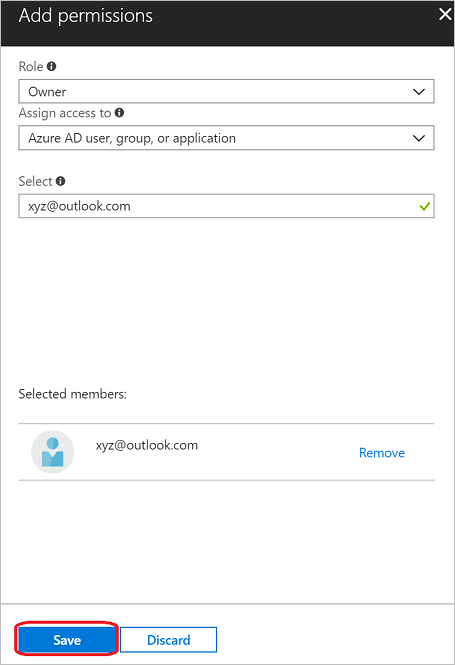 Add permissions
Role
Owner
Assign access to
Azure AD user, group, or application
Select
xyz@outlook.com
Selected members:
xyz@outlook.com
Remove
Save Discard